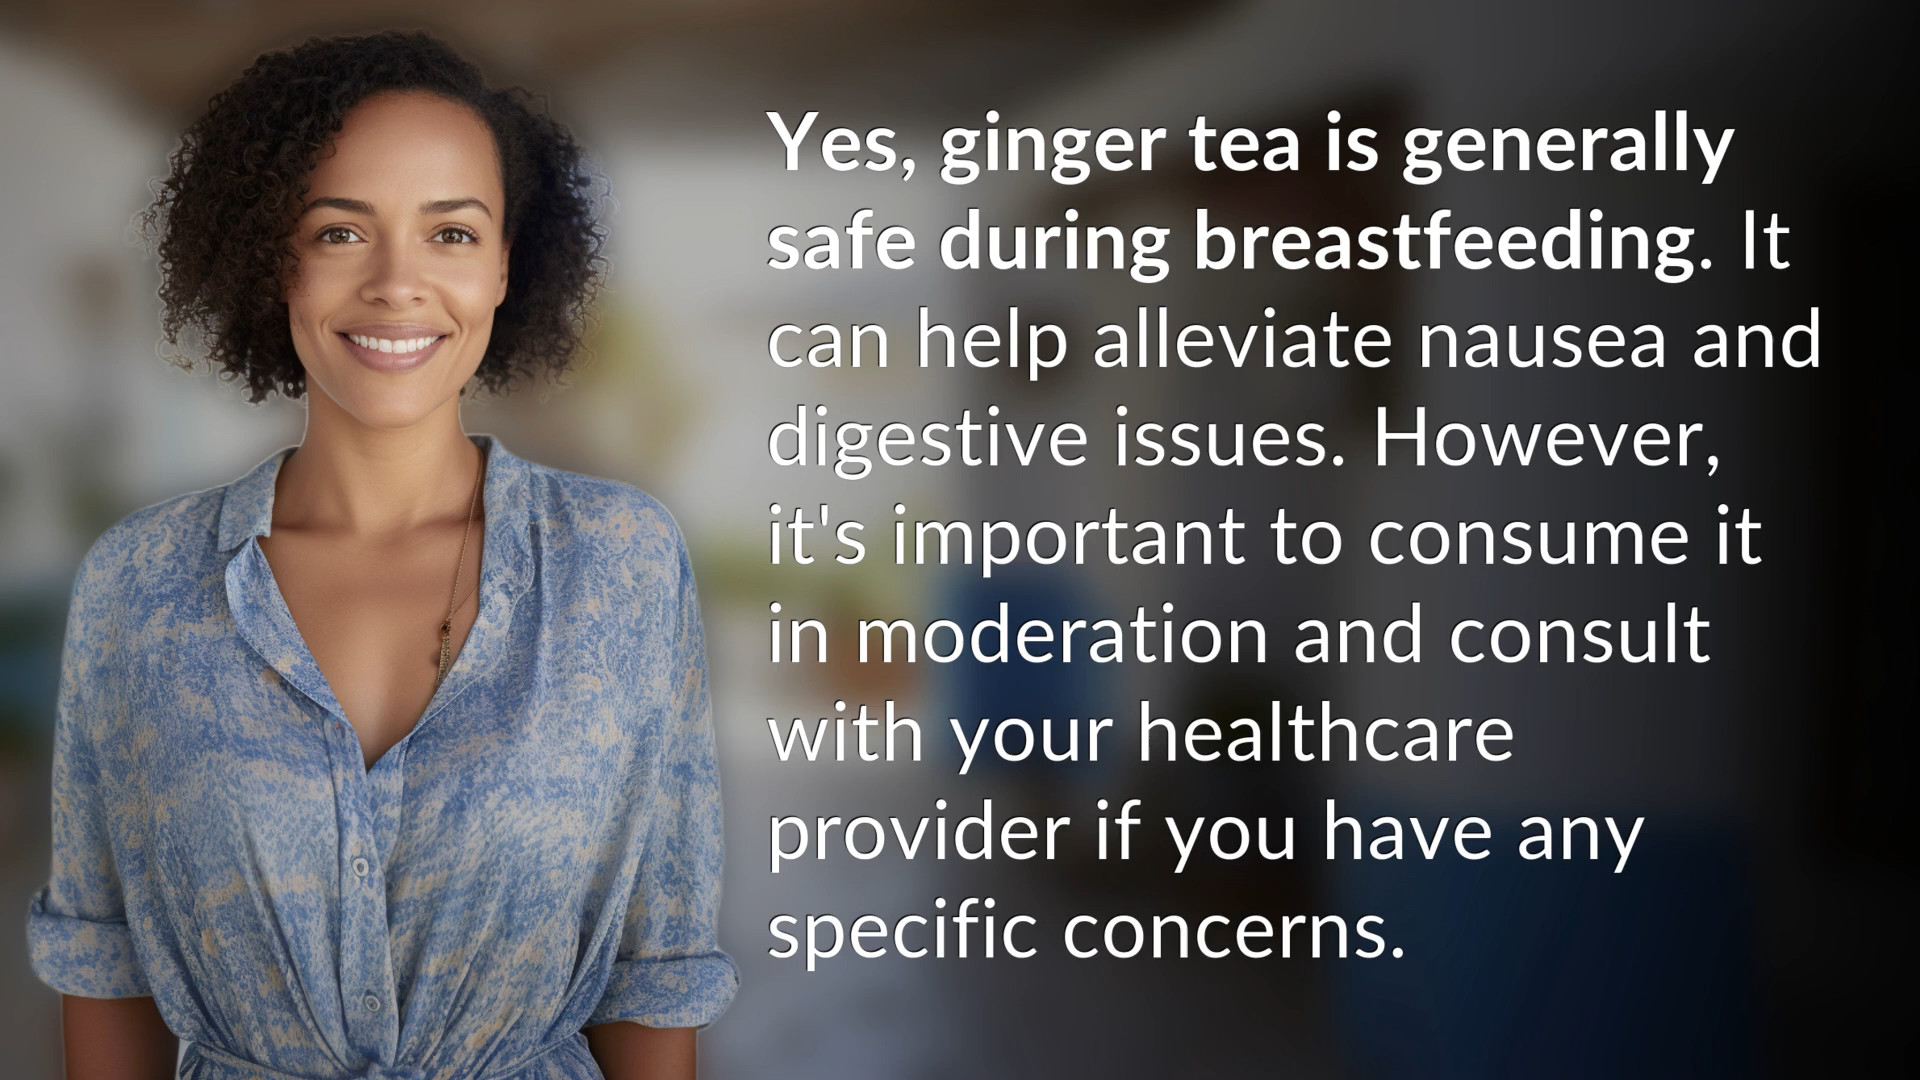 Yes, ginger tea is generally
safe during breastfeeding. It
can help alleviate nausea and
digestive issues. However,
it's important to consume it
in moderation and consult
with your healthcare
provider if you have any
specific concerns.